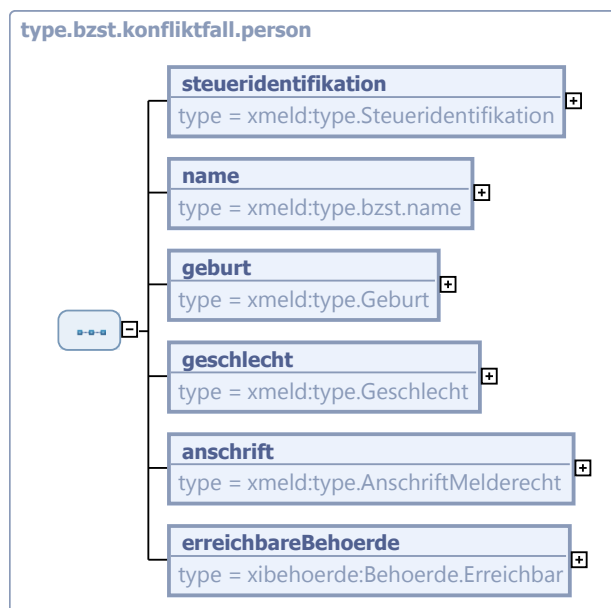 type.bzst.konfliktfall.person
steueridentifikation
type = xmeld:type.Steueridentifikation
name
type = xmeld:type.bzst.name
geburt
type = xmeld:type.Geburt
geschlecht
type = xmeld:type.Geschlecht
anschrift
type = xmeld:type.AnschriftMelderecht
erreichbareBehoerde
type = xibehoerde:Behoerde.Erreichbar